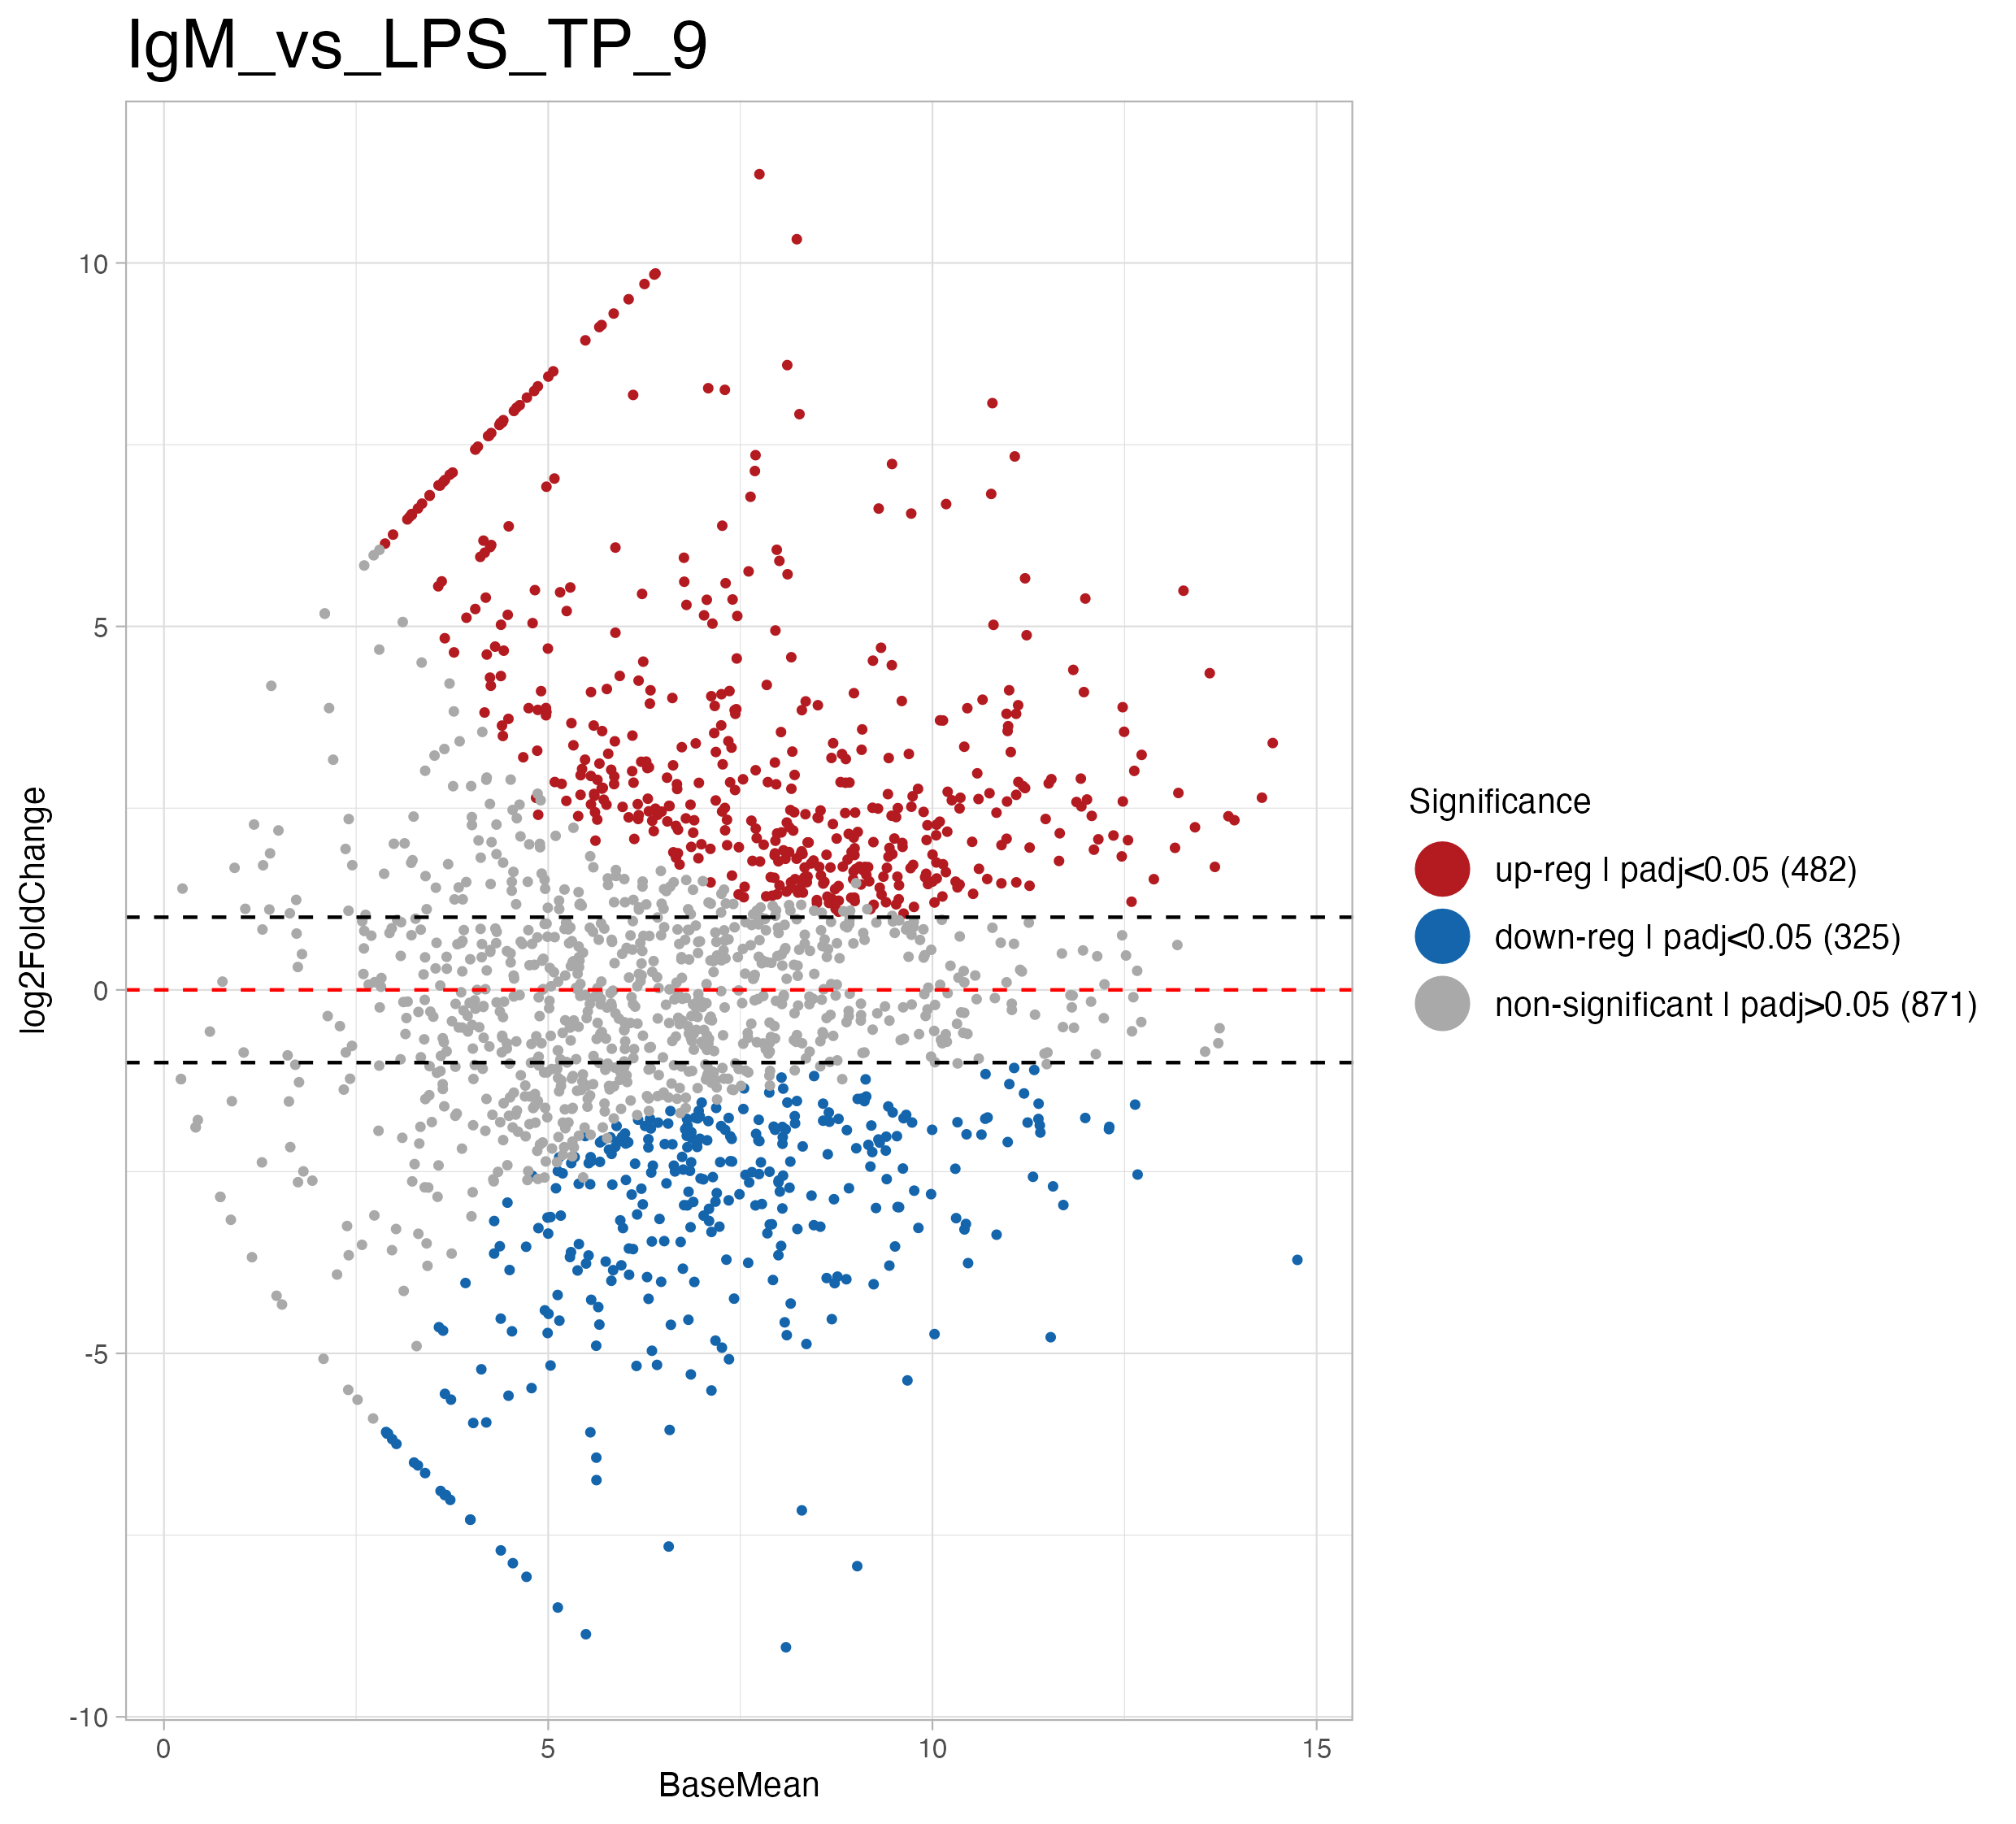 IgM_vs_LPS_TP_9
log2FoldChange
10
5
0
-5
-10
0 5 10 15
BaseMean
Significance
up-reg | padj<0.05 (482)
down-reg | padj<0.05 (325)
non-significant | padj>0.05 (871)